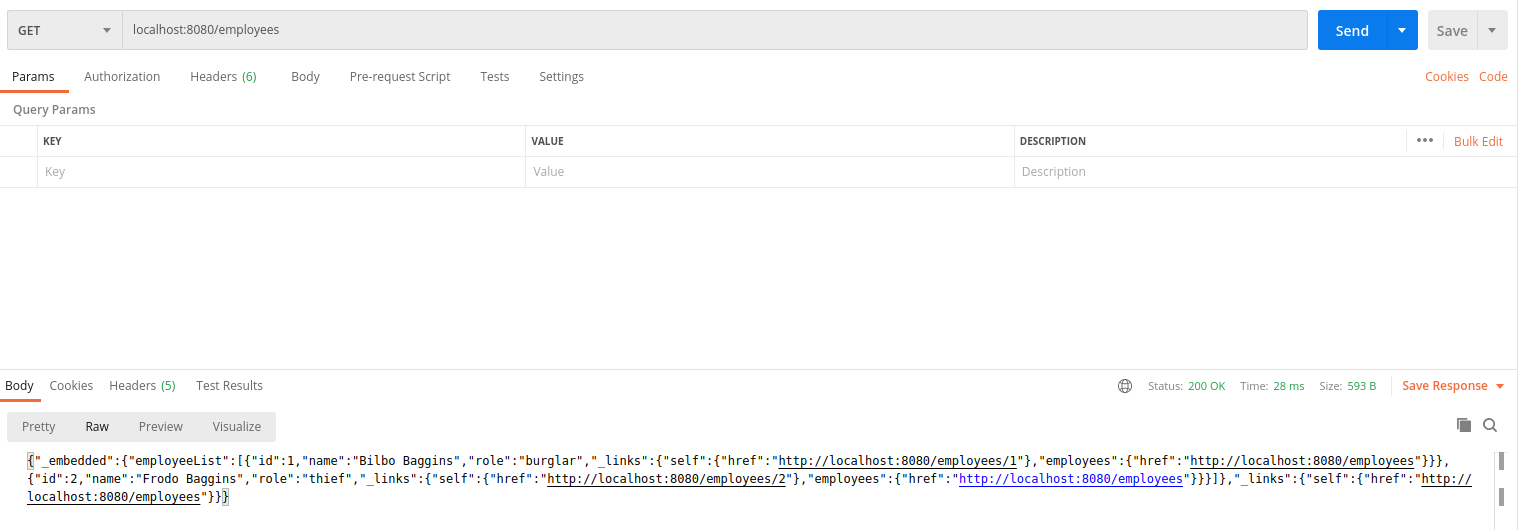 GET localhost:8080/employees Send Save
Params Authorization Headers (6) Body Pre-request Script Tests Settings Cookies Code
Query Params
KEY VALUE DESCRIPTION ••• Bulk Edit
Key Value Description
Body Cookies Headers (5) Test Results Status: 200 OK Time: 28 ms Size: 593 B Save Response
Pretty Raw Preview Visualize
{"_embedded":{"employeeList":[{"id":1,"name":"Bilbo Baggins","role":"burglar","_links":{"self":{"href":"http://localhost:8080/employees/1"},"employees":{"href":"http://localhost:8080/employees"}}},
{"id":2,"name":"Frodo Baggins","role":"thief","_links":{"self":{"href":"http://localhost:8080/employees/2"},"employees":{"href":"http://localhost:8080/employees"}}}]},"_links":{"self":{"href":"http://
localhost:8080/employees"}}}